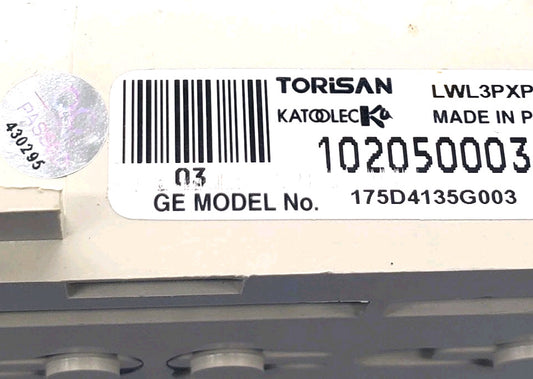 TORiSAN
LWL3PXP
KATOOLEC
MADE IN P
PASS
430295
102050003
03
GE MODEL No. 175D4135G003